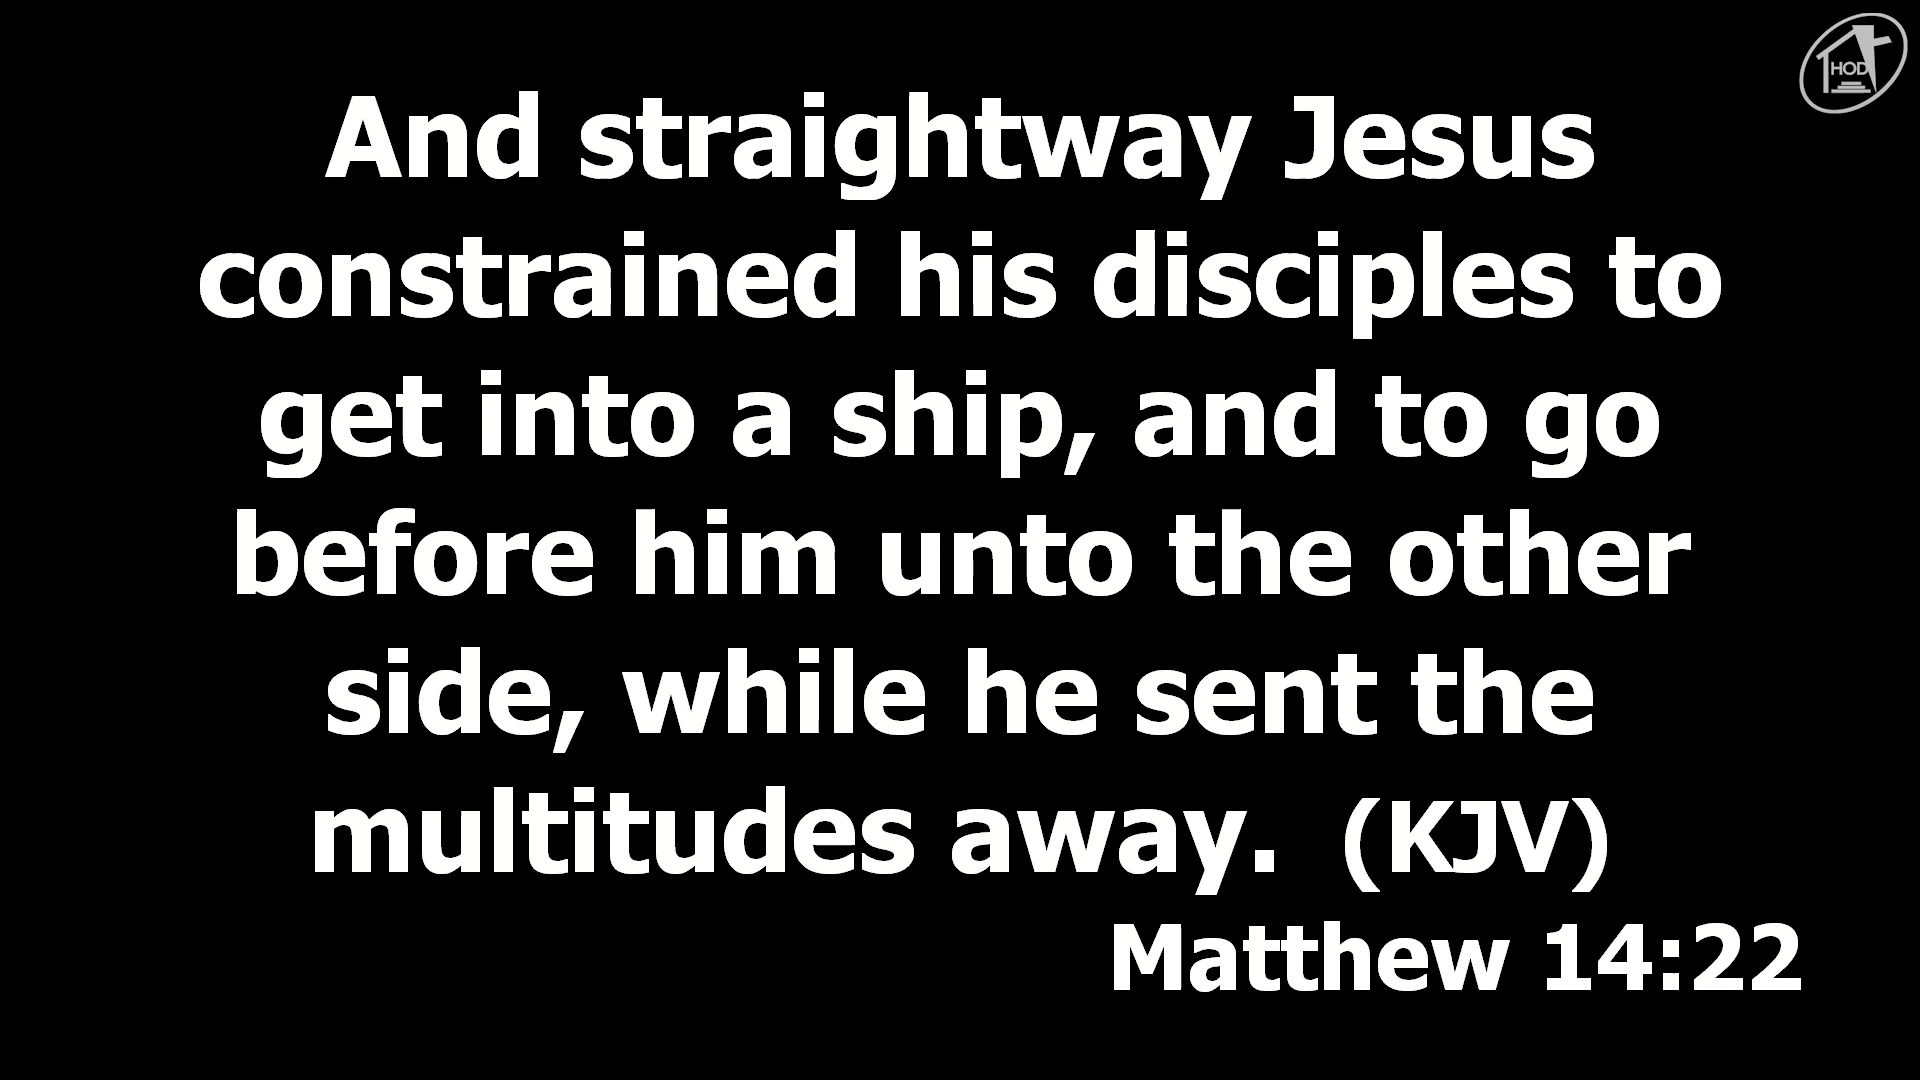 HOD
And straightway Jesus
constrained his disciples to
get into a ship, and to go
before him unto the other
side, while he sent the
multitudes away.  (KJV)
Matthew 14:22